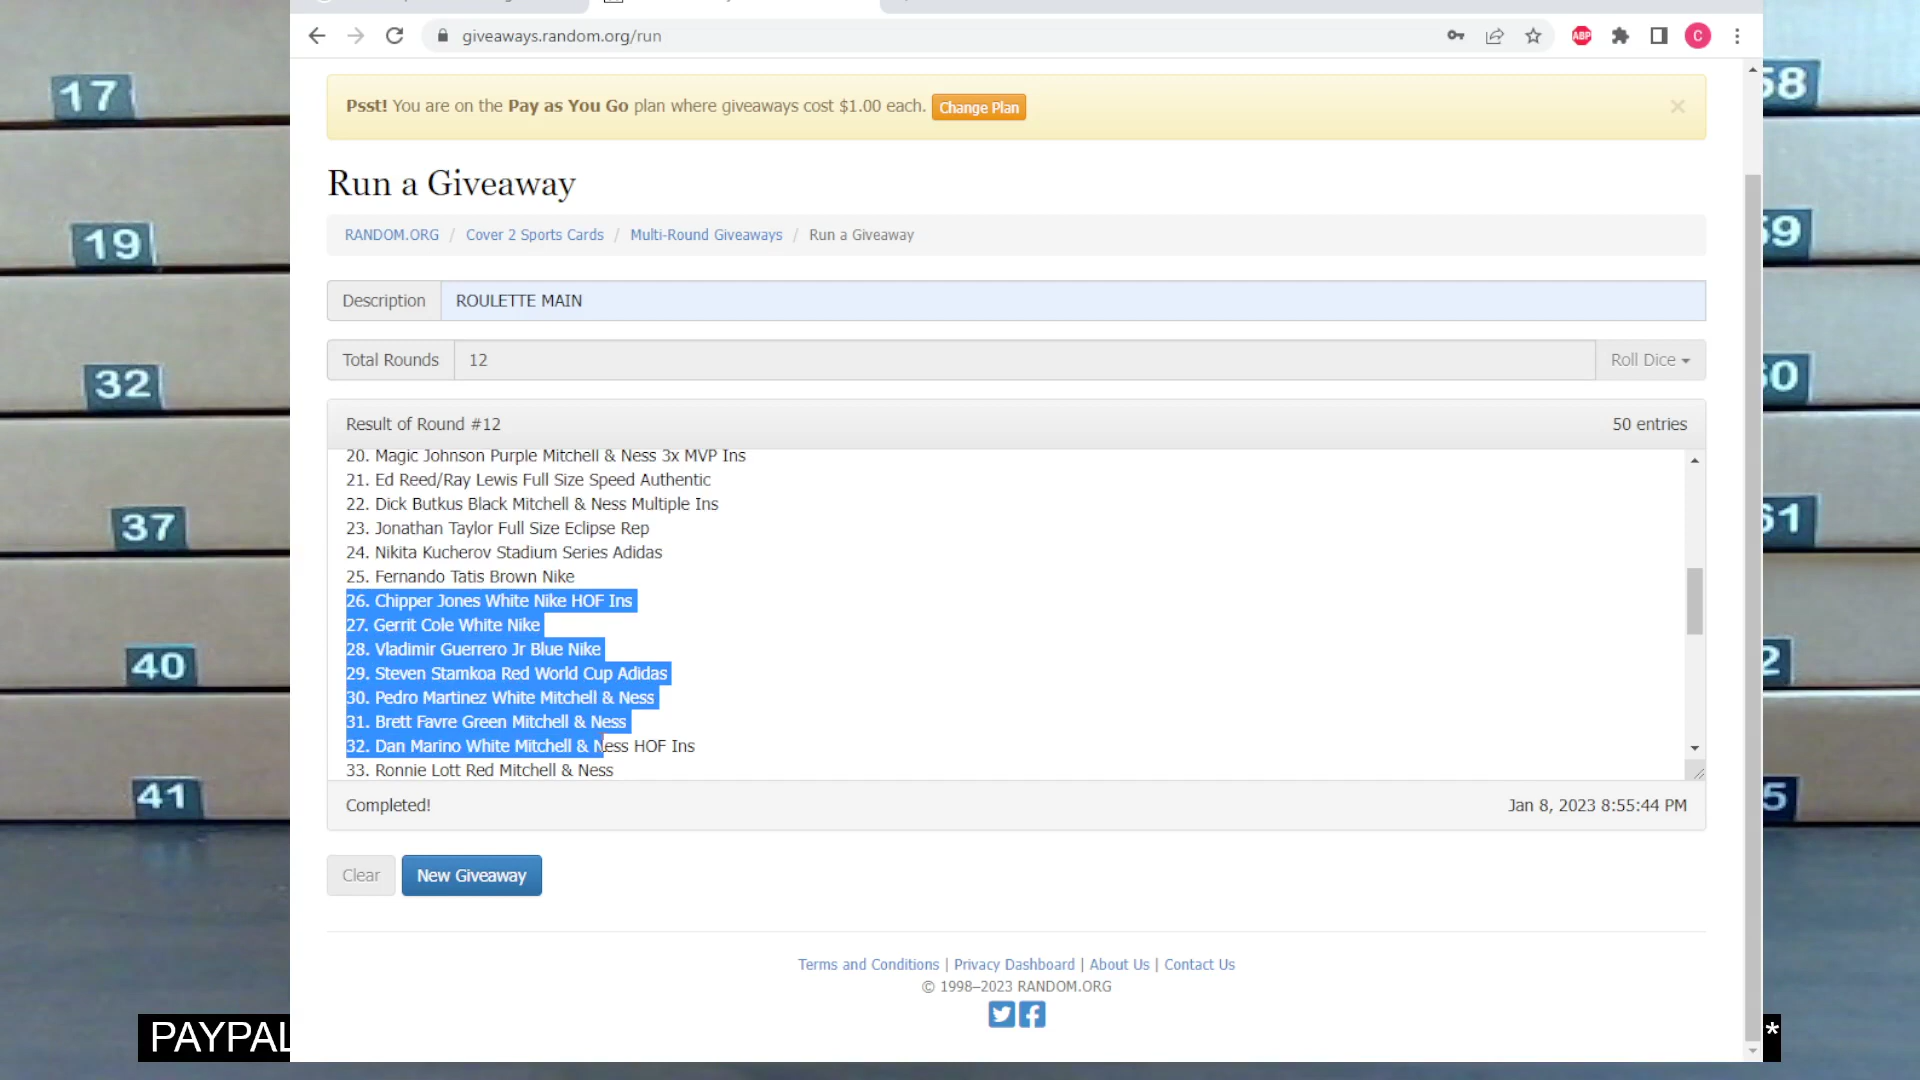 giveaways.random.org/run
ABP
C
Psst! You are on the Pay as You Go plan where giveaways cost $1.00 each. Change Plan
Run a Giveaway
RANDOM.ORG / Cover 2 Sports Cards / Multi-Round Giveaways / Run a Giveaway
Description ROULETTE MAIN
Total Rounds 12 Roll Dice
Result of Round #12 50 entries
20. Magic Johnson Purple Mitchell & Ness 3x MVP Ins
21. Ed Reed/Ray Lewis Full Size Speed Authentic
22. Dick Butkus Black Mitchell & Ness Multiple Ins
23. Jonathan Taylor Full Size Eclipse Rep
24. Nikita Kucherov Stadium Series Adidas
25. Fernando Tatis Brown Nike
26. Chipper Jones White Nike HOF Ins
27. Gerrit Cole White Nike
28. Vladimir Guerrero Jr Blue Nike
29. Steven Stamkoa Red World Cup Adidas
30. Pedro Martinez White Mitchell & Ness
31. Brett Favre Green Mitchell & Ness
32. Dan Marino White Mitchell & Ness HOF Ins
33. Ronnie Lott Red Mitchell & Ness
Completed! Jan 8, 2023 8:55:44 PM
Clear New Giveaway
Terms and Conditions | Privacy Dashboard | About Us | Contact Us
© 1998–2023 RANDOM.ORG
17
19
32
37
40
41
58
59
60
61
PAYPAL
*